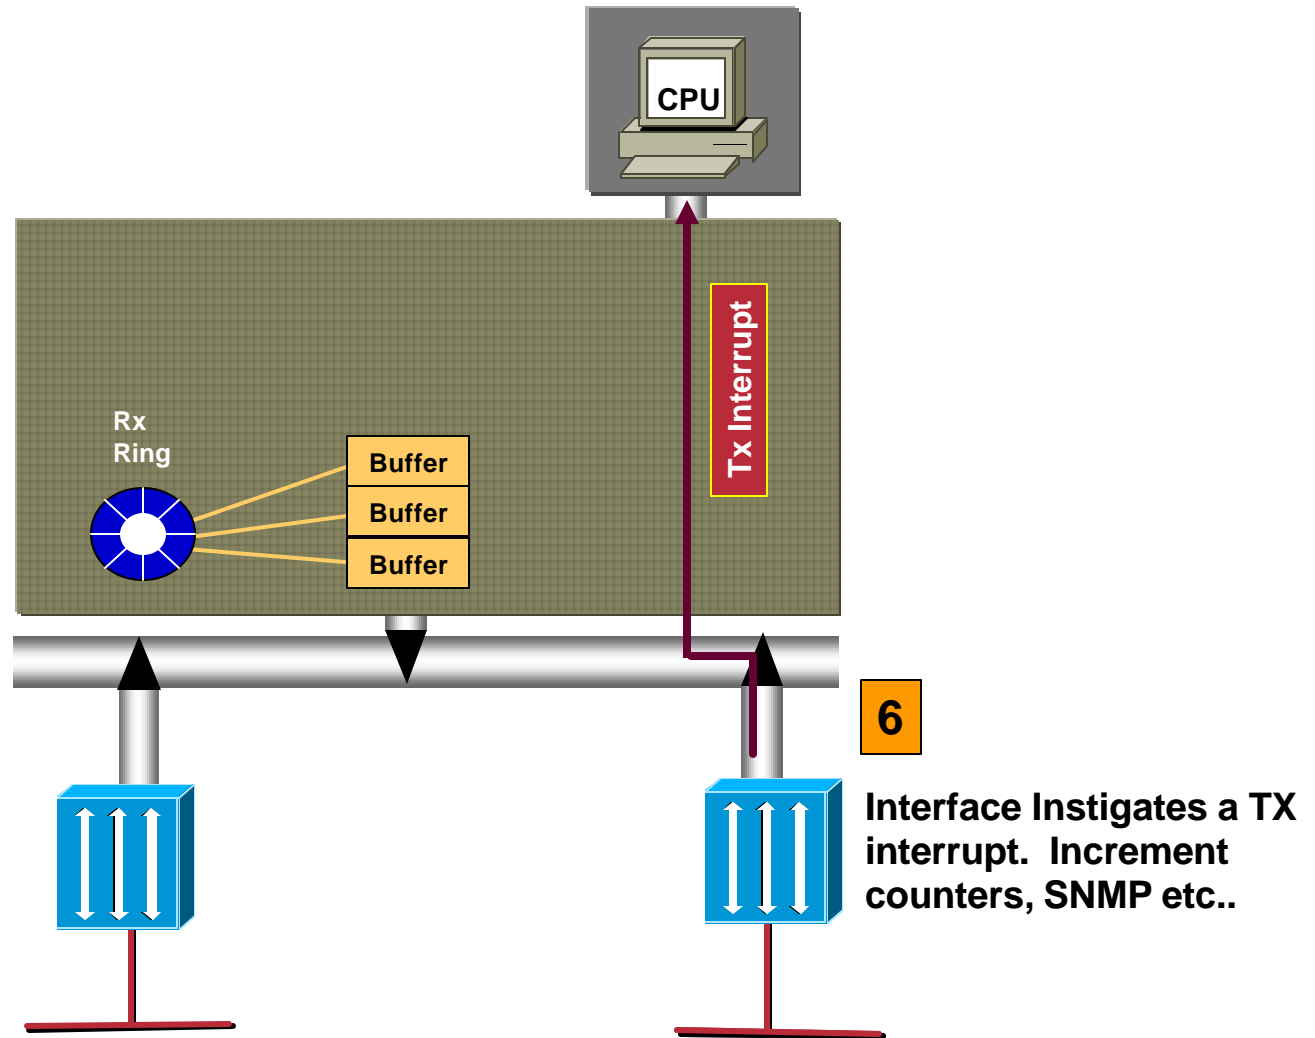 CPU
Tx Interrupt
Rx
Ring
Buffer
Buffer
Buffer
6
Interface Instigates a TX
interrupt.  Increment
counters, SNMP etc..